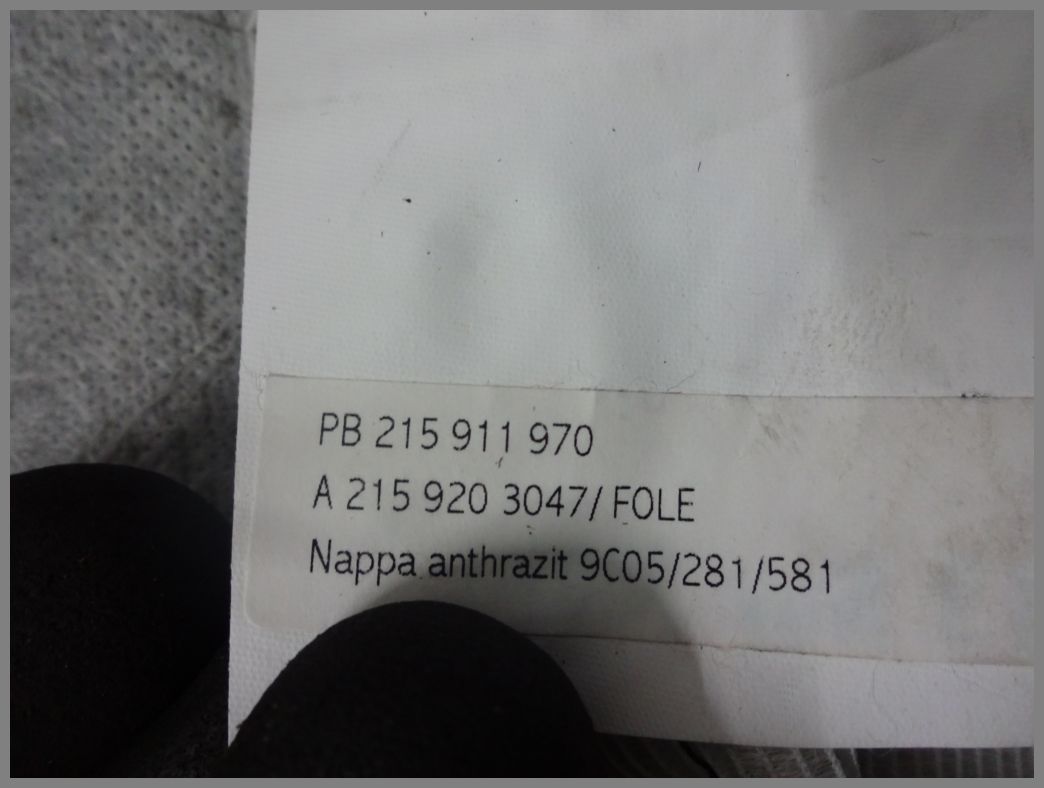 PB 215 911 970
A 215 920 3047/ FOLE
Nappa anthrazit 9C05/281/581